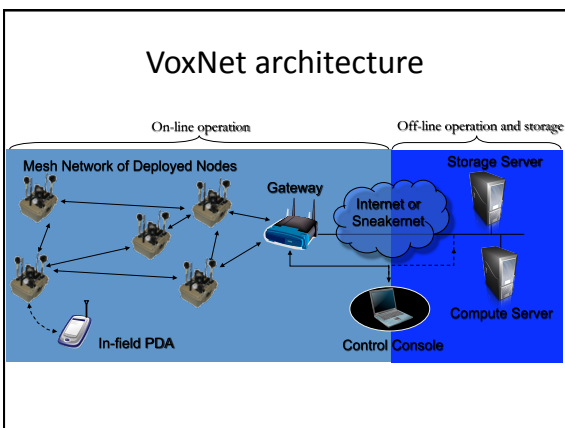 VoxNet architecture
On-line operation
Off-line operation and storage
Mesh Network of Deployed Nodes
Storage Server
Gateway
Internet or
Sneakernet
Compute Server
In-field PDA
Control Console